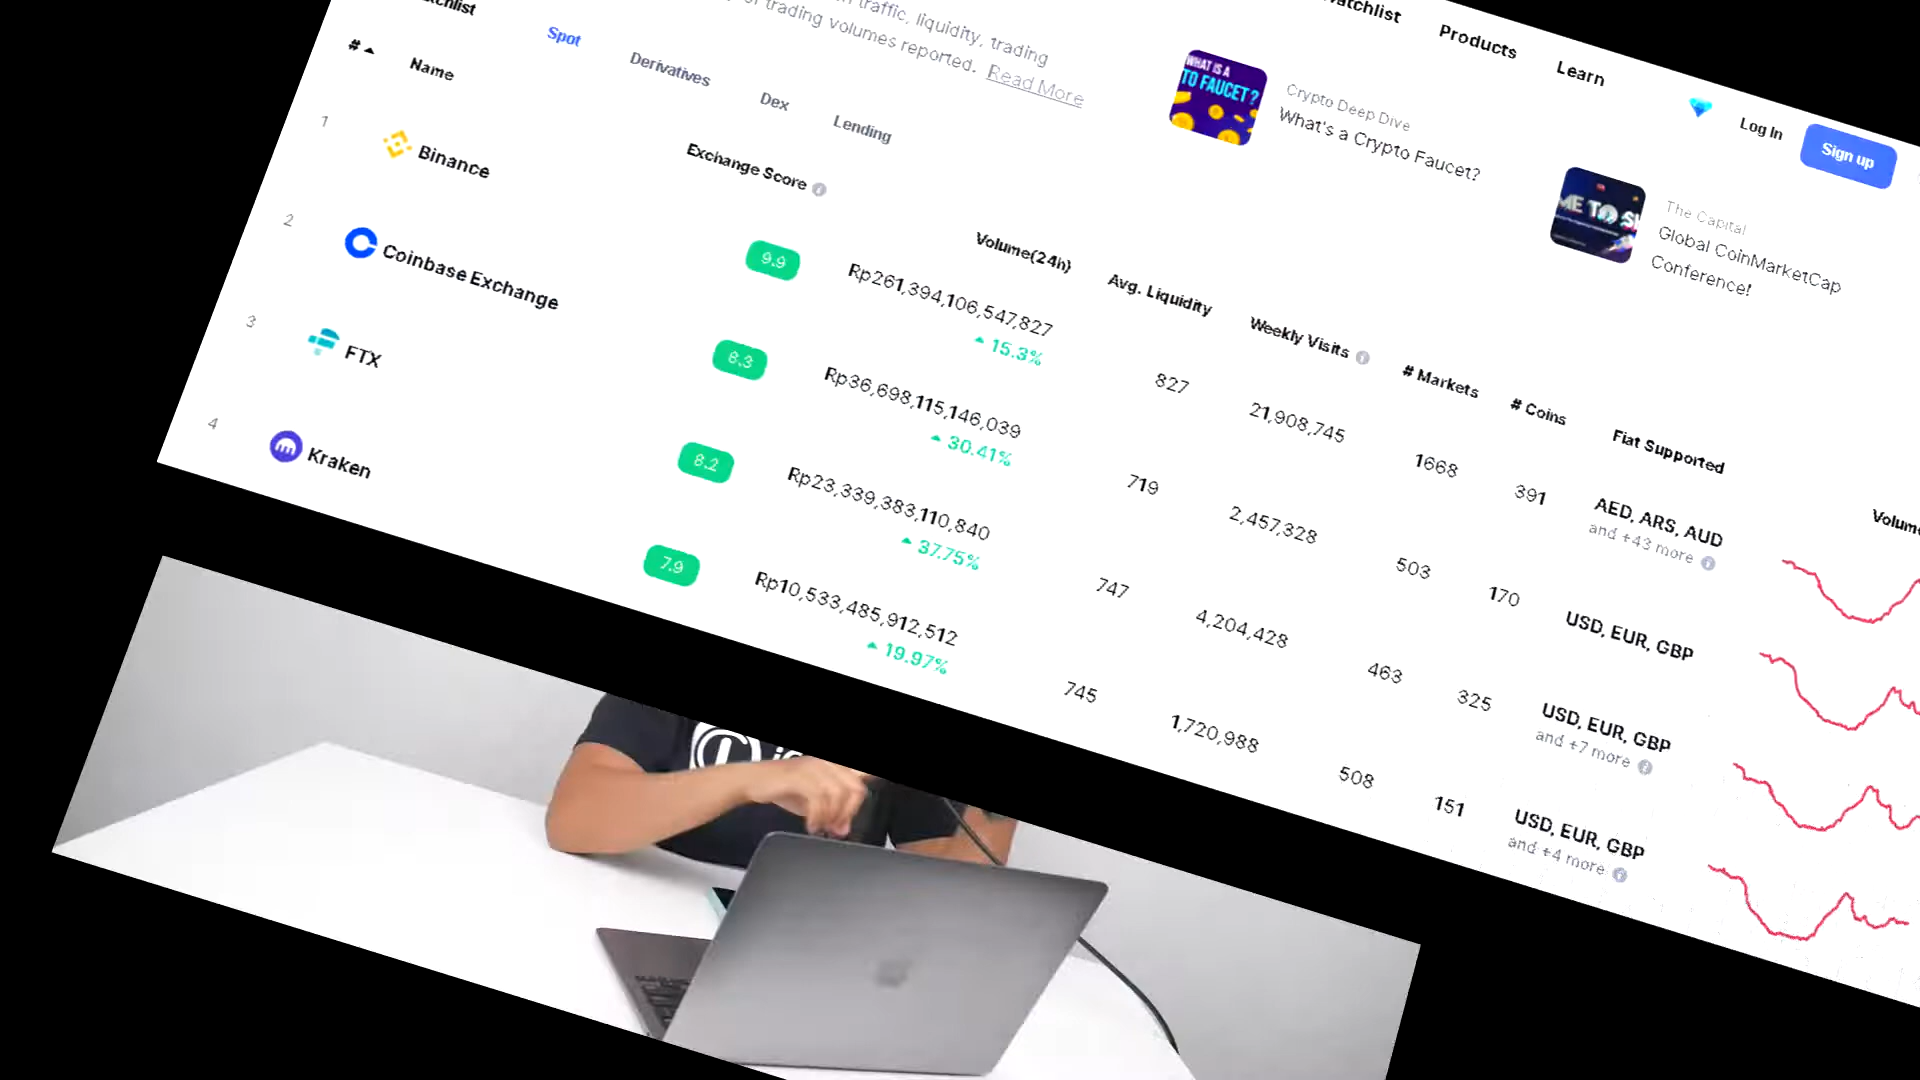 Watchlist
Products
Learn
Log In
Sign up
traffic, liquidity, trading
trading volumes reported. Read More
WHAT IS A
TO FAUCET?
Crypto Deep Dive
What's a Crypto Faucet?
ME TO
The Capital
Global CoinMarketCap
Conference!
Spot
Derivatives
Dex
Lending
#
Name
Exchange Score
Volume(24h)
Avg. Liquidity
Weekly Visits
# Markets
# Coins
Fiat Supported
Volume
1
Binance
9.9
Rp261,394,106,547,827
15.3%
827
21,908,745
1668
391
AED, ARS, AUD
and +43 more
2
Coinbase Exchange
8.3
Rp36,698,115,146,039
30.41%
719
2,457,328
503
170
USD, EUR, GBP
3
FTX
8.2
Rp23,339,383,110,840
37.75%
747
4,204,428
463
325
USD, EUR, GBP
and +7 more
4
Kraken
7.9
Rp10,533,485,912,512
19.97%
745
1,720,988
508
151
USD, EUR, GBP
and +4 more